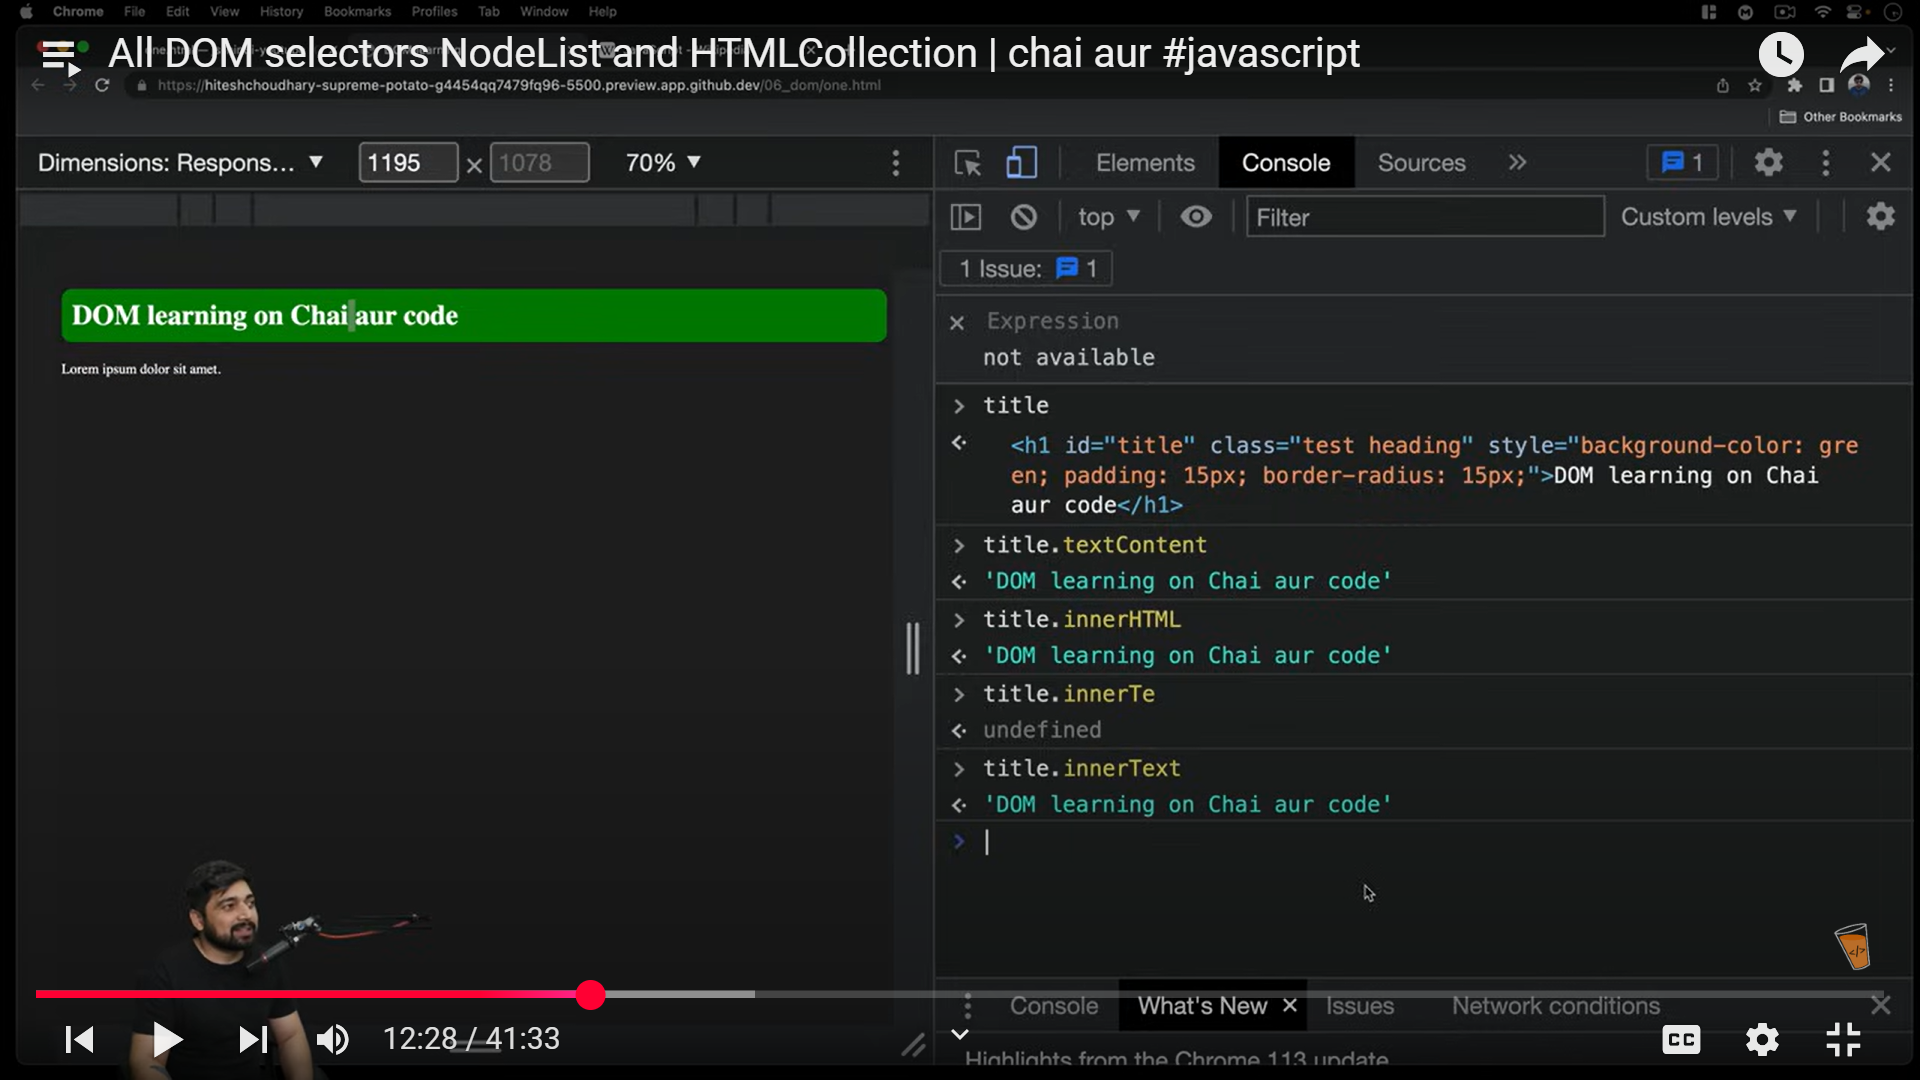 Chrome File Edit View History Bookmarks Profiles Tab Window Help
All DOM selectors NodeList and HTMLCollection | chai aur #javascript
https://hiteshchoudhary-supreme-potato-g4454qq7479fq96-5500.preview.app.github.dev/06_dom/one.html
Other Bookmarks
Dimensions: Respons... ▼ 1195 × 1078 70% ▼
Elements Console Sources » 1
top ▼ Filter Custom levels ▼
1 Issue: 1
DOM learning on Chai aur code
Lorem ipsum dolor sit amet.
Expression
not available
> title
<h1 id="title" class="test heading" style="background-color: gre
en; padding: 15px; border-radius: 15px;">DOM learning on Chai
aur code</h1>
> title.textContent
'DOM learning on Chai aur code'
> title.innerHTML
'DOM learning on Chai aur code'
> title.innerTe
undefined
> title.innerText
'DOM learning on Chai aur code'
>
</>
Console What's New × Issues Network conditions
12:28 / 41:33
CC
Highlights from the Chrome 113 update